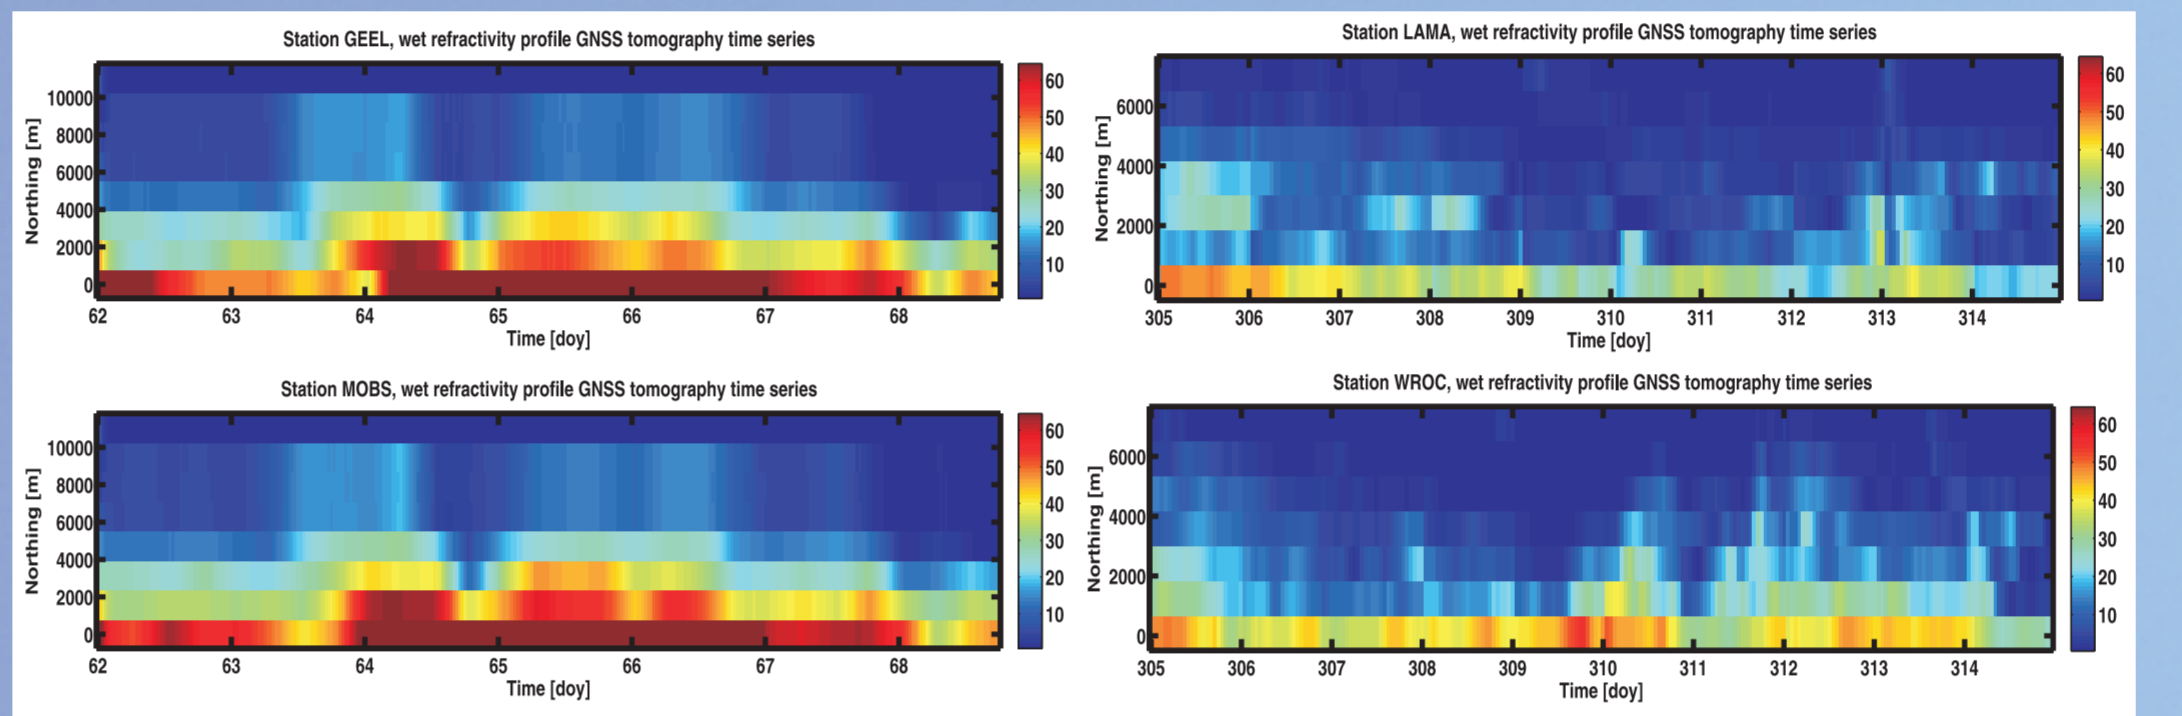 Station GEEL, wet refractivity profile GNSS tomography time series
Northing [m]
10000
8000
6000
4000
2000
0
62 63 64 65 66 67 68
Time [doy]
60
50
40
30
20
10
Station LAMA, wet refractivity profile GNSS tomography time series
Northing [m]
6000
4000
2000
0
305 306 307 308 309 310 311 312 313 314
Time [doy]
60
50
40
30
20
10
Station MOBS, wet refractivity profile GNSS tomography time series
Northing [m]
10000
8000
6000
4000
2000
0
62 63 64 65 66 67 68
Time [doy]
60
50
40
30
20
10
Station WROC, wet refractivity profile GNSS tomography time series
Northing [m]
6000
4000
2000
0
305 306 307 308 309 310 311 312 313 314
Time [doy]
60
50
40
30
20
10